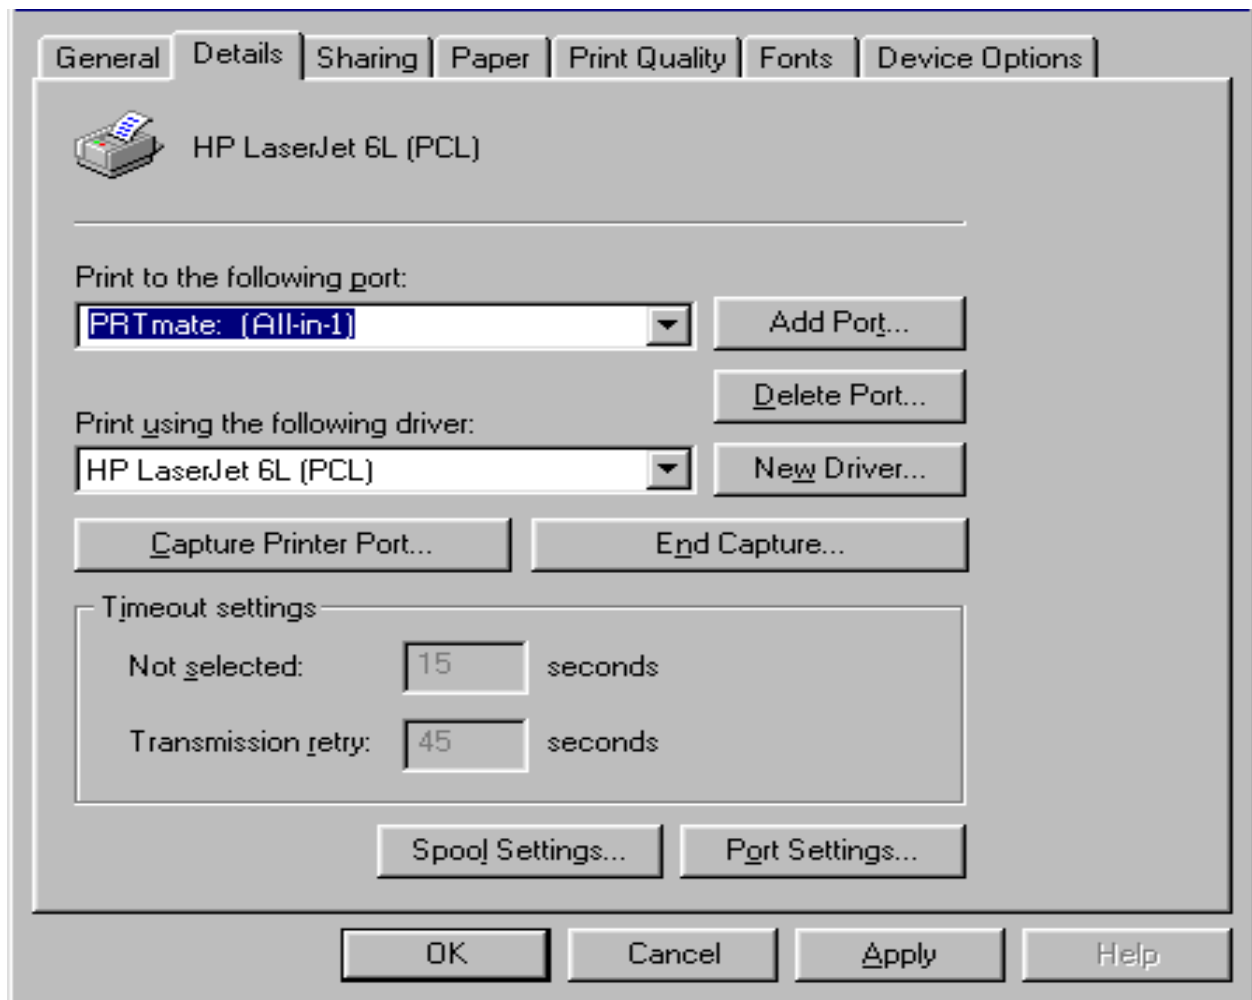 General Details Sharing Paper Print Quality Fonts Device Options
HP LaserJet 6L (PCL)
Print to the following port:
PRTmate: (All-in-1)
Add Port...
Delete Port...
Print using the following driver:
HP LaserJet 6L (PCL)
New Driver...
Capture Printer Port... End Capture...
Timeout settings
Not selected: 15 seconds
Transmission retry: 45 seconds
Spool Settings... Port Settings...
OK Cancel Apply Help